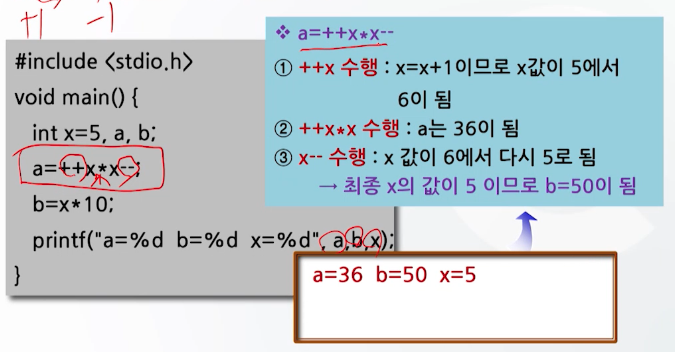 +1 -1
#include <stdio.h>
void main() {
int x=5, a, b;
a=++x*x--;
b=x*10;
printf("a=%d b=%d x=%d", a,b,x);
}
❖ a=++x*x--
① ++x 수행 : x=x+1이므로 x값이 5에서
6이 됨
② ++x*x 수행 : a는 36이 됨
③ x-- 수행 : x 값이 6에서 다시 5로 됨
→ 최종 x의 값이 5 이므로 b=50이 됨
a=36 b=50 x=5